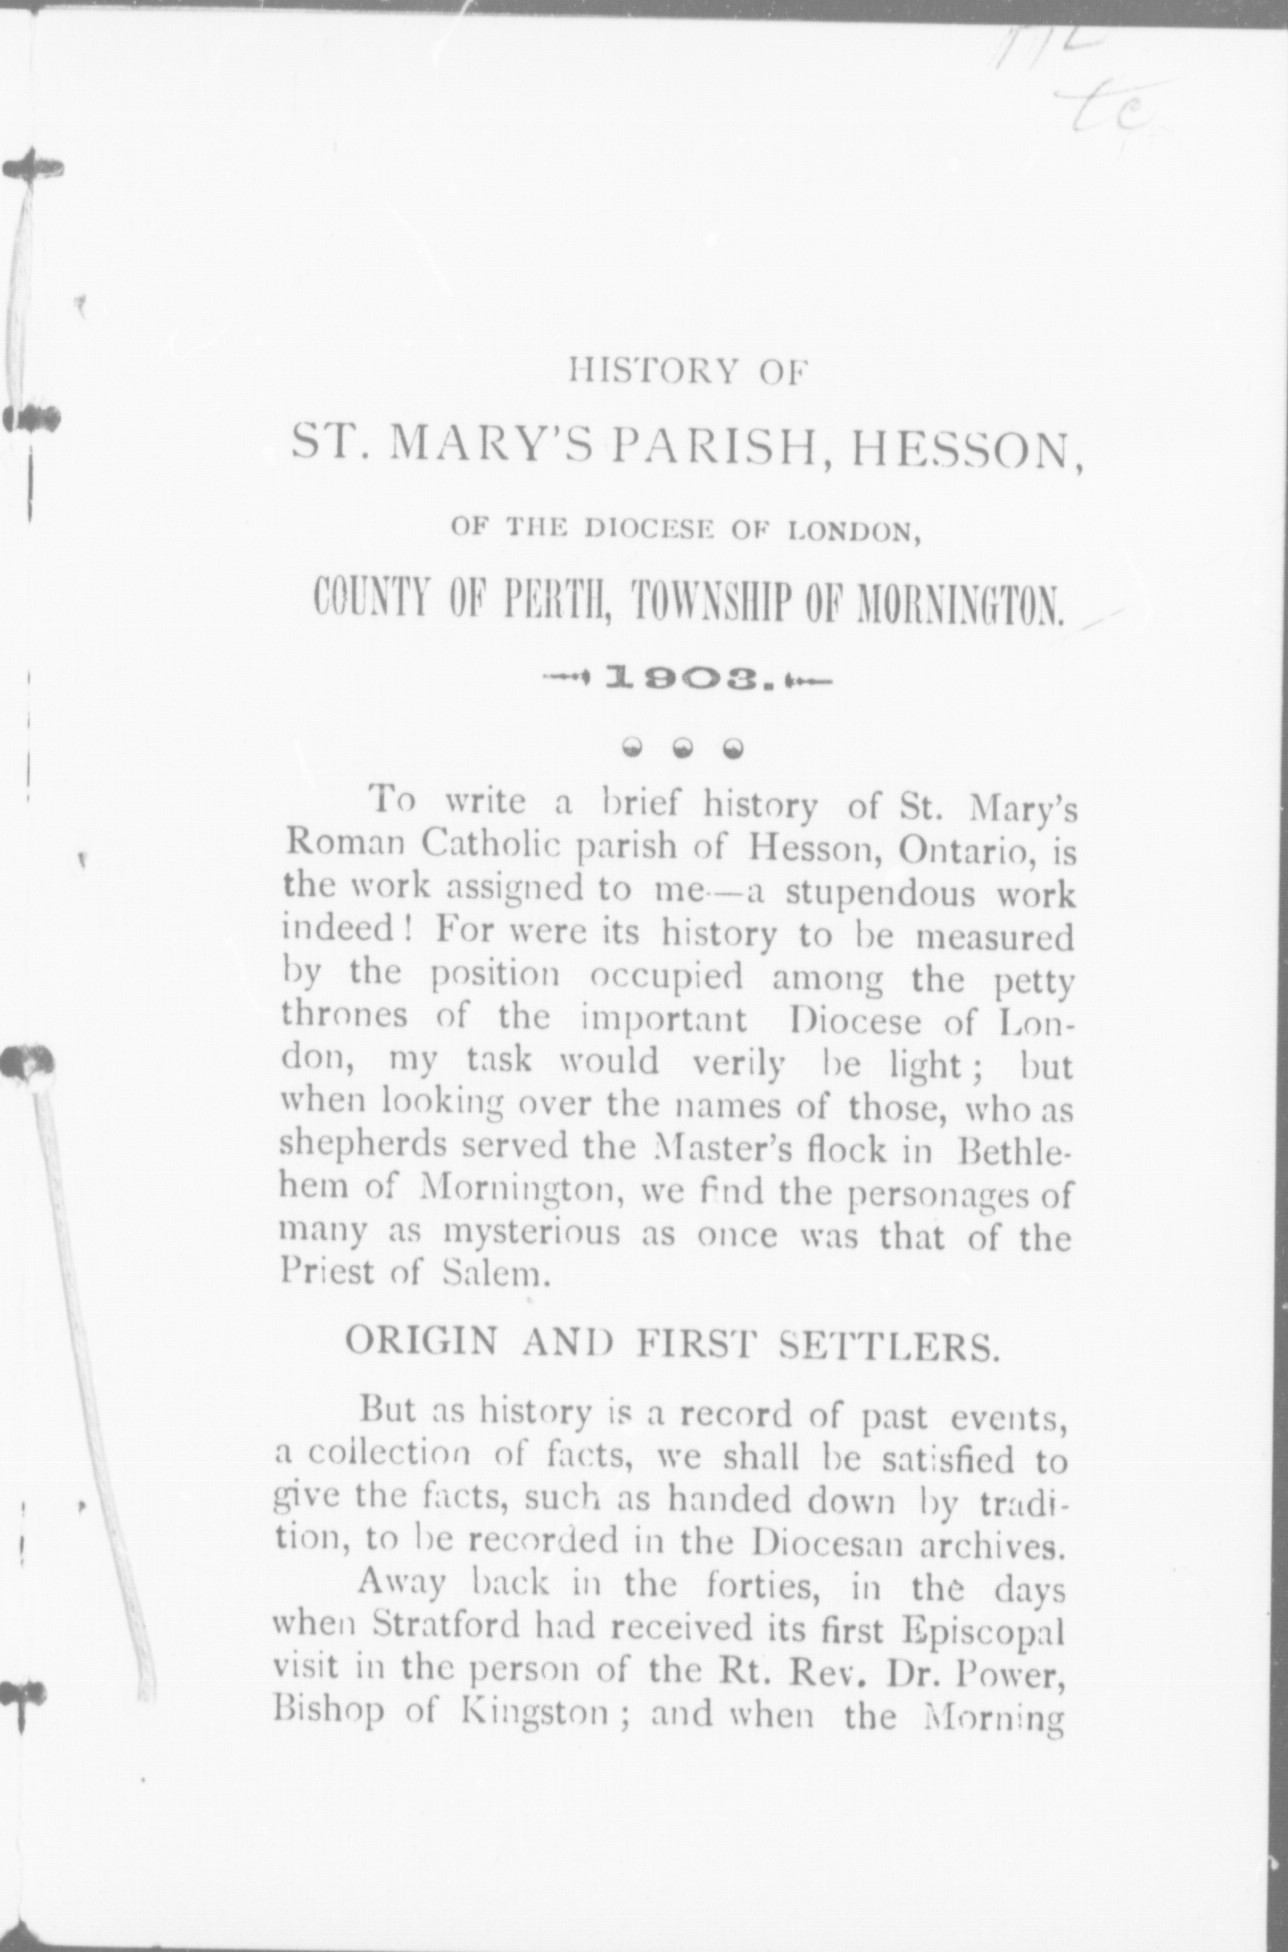 HISTORY OF
ST. MARY'S PARISH, HESSON,
OF THE DIOCESE OF LONDON,
COUNTY OF PERTH, TOWNSHIP OF MORNINGTON.
1903.
To write a brief history of St. Mary's
Roman Catholic parish of Hesson, Ontario, is
the work assigned to me—a stupendous work
indeed! For were its history to be measured
by the position occupied among the petty
thrones of the important Diocese of Lon-
don, my task would verily be light; but
when looking over the names of those, who as
shepherds served the Master's flock in Bethle-
hem of Mornington, we find the personages of
many as mysterious as once was that of the
Priest of Salem.
ORIGIN AND FIRST SETTLERS.
But as history is a record of past events,
a collection of facts, we shall be satisfied to
give the facts, such as handed down by tradi-
tion, to be recorded in the Diocesan archives.
Away back in the forties, in the days
when Stratford had received its first Episcopal
visit in the person of the Rt. Rev. Dr. Power,
Bishop of Kingston; and when the Morning